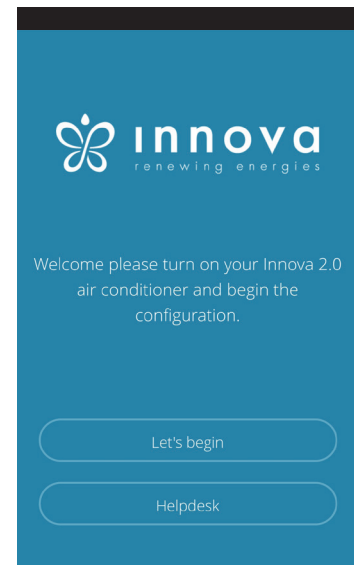 innova
renewing energies
Welcome please turn on your Innova 2.0
air conditioner and begin the
configuration.
Let's begin
Helpdesk